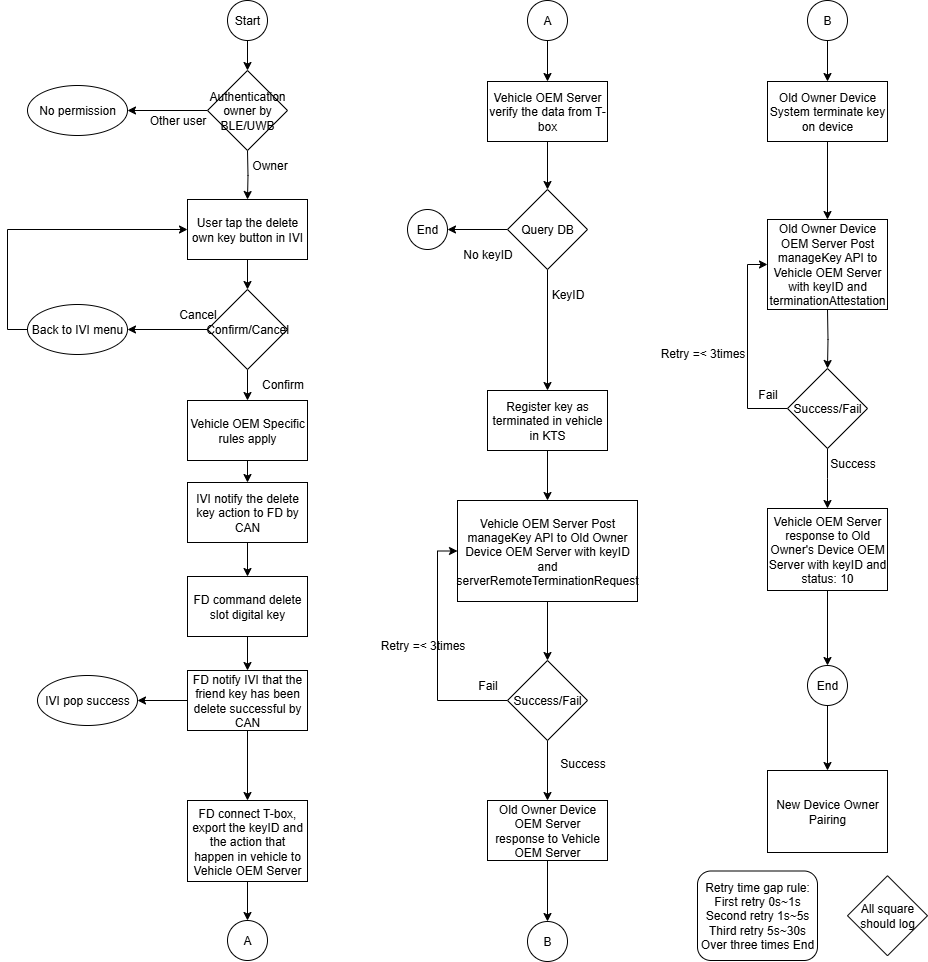 Start
Authentication
owner by
BLE/UWB
No permission
Other user
Owner
User tap the delete
own key button in IVI
Confirm/Cancel
Cancel
Back to IVI menu
Confirm
Vehicle OEM Specific
rules apply
IVI notify the delete
key action to FD by
CAN
FD command delete
slot digital key
FD notify IVI that the
friend key has been
delete successful by
CAN
IVI pop success
FD connect T-box,
export the keyID and
the action that
happen in vehicle to
Vehicle OEM Server
A
A
Vehicle OEM Server
verify the data from T-
box
Query DB
End
No keyID
KeyID
Register key as
terminated in vehicle
in KTS
Vehicle OEM Server Post
manageKey API to Old Owner
Device OEM Server with keyID
and
serverRemoteTerminationRequest
Retry =< 3times
Fail
Success/Fail
Success
Old Owner Device
OEM Server
response to Vehicle
OEM Server
B
B
Old Owner Device
System terminate key
on device
Old Owner Device
OEM Server Post
manageKey API to
Vehicle OEM Server
with keyID and
terminationAttestation
Retry =< 3times
Fail
Success/Fail
Success
Vehicle OEM Server
response to Old
Owner's Device OEM
Server with keyID and
status: 10
End
New Device Owner
Pairing
Retry time gap rule:
First retry 0s~1s
Second retry 1s~5s
Third retry 5s~30s
Over three times End
All square
should log